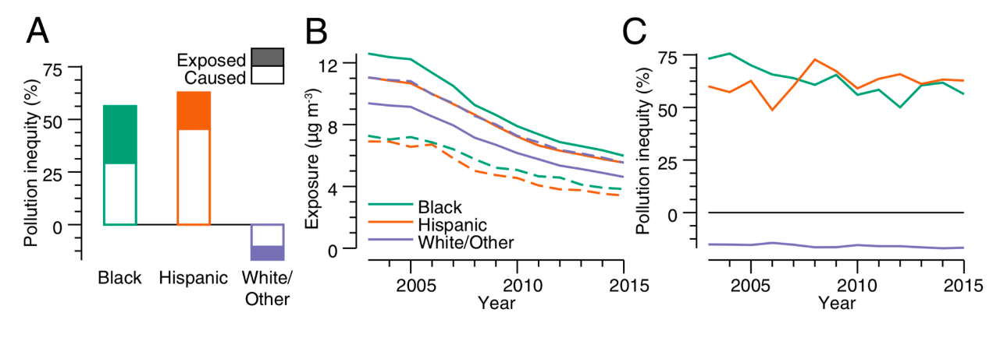 A
B
C
Exposed
Caused
Pollution inequity (%)
75
50
25
0
Black
Hispanic
White/
Other
Exposure (µg m-3)
12
8
4
0
Black
Hispanic
White/Other
2005
2010
2015
Year
Pollution inequity (%)
75
50
25
0
2005
2010
2015
Year